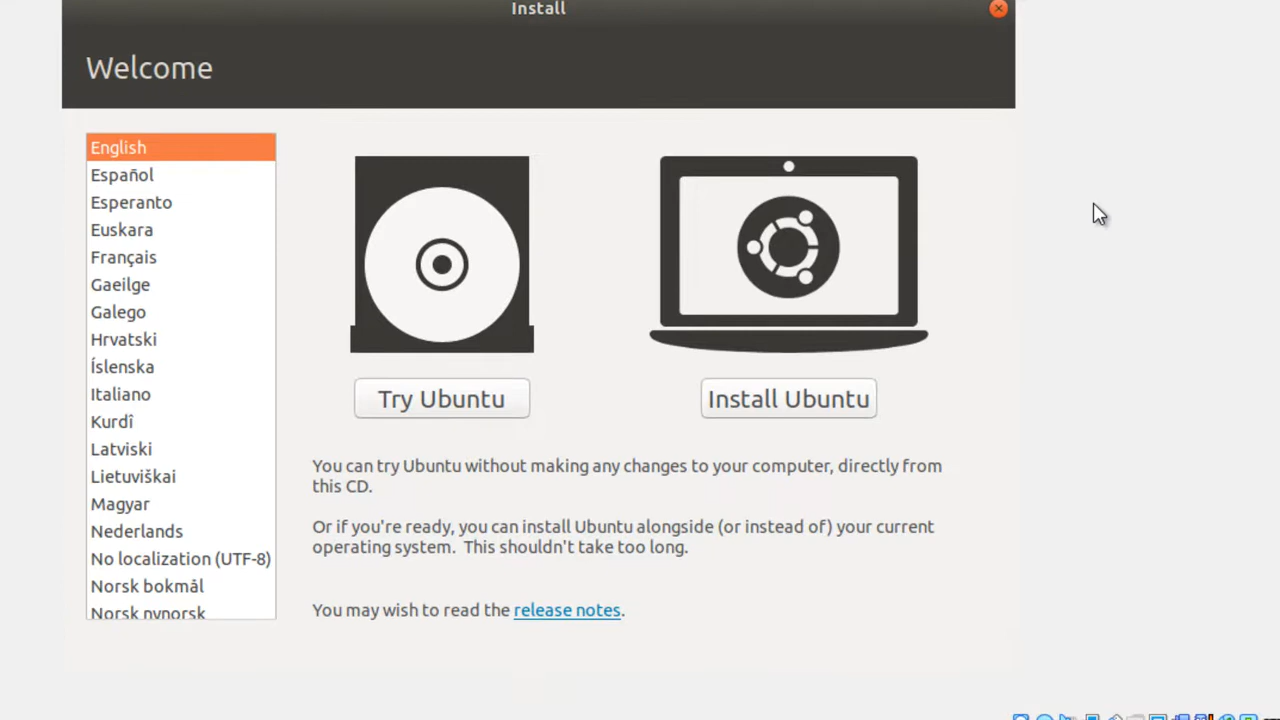 Install
Welcome
English
Español
Esperanto
Euskara
Français
Gaeilge
Galego
Hrvatski
Íslenska
Italiano
Kurdî
Latviski
Lietuviškai
Magyar
Nederlands
No localization (UTF-8)
Norsk bokmål
Norsk nynorsk
Try Ubuntu
Install Ubuntu
You can try Ubuntu without making any changes to your computer, directly from
this CD.
Or if you're ready, you can install Ubuntu alongside (or instead of) your current
operating system.  This shouldn't take too long.
You may wish to read the release notes.